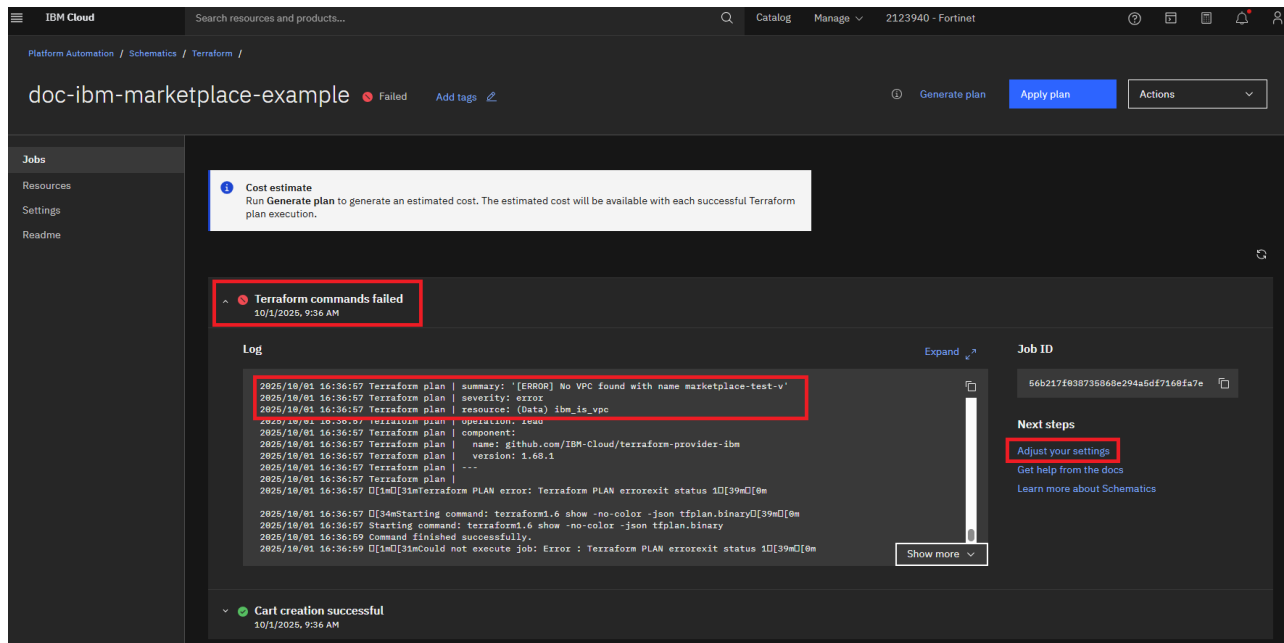 IBM Cloud
Search resources and products...
Catalog
Manage
2123940 - Fortinet
Platform Automation / Schematics / Terraform /
doc-ibm-marketplace-example
Failed
Add tags
Generate plan
Apply plan
Actions
Jobs
Resources
Settings
Readme
Cost estimate
Run Generate plan to generate an estimated cost. The estimated cost will be available with each successful Terraform
plan execution.
Terraform commands failed
10/1/2025, 9:36 AM
Log
Expand
2025/10/01 16:36:57 Terraform plan | summary: '[ERROR] No VPC found with name marketplace-test-v'
2025/10/01 16:36:57 Terraform plan | severity: error
2025/10/01 16:36:57 Terraform plan | resource: (Data) ibm_is_vpc
2025/10/01 16:36:57 Terraform plan | operation: read
2025/10/01 16:36:57 Terraform plan | component:
2025/10/01 16:36:57 Terraform plan |   name: github.com/IBM-Cloud/terraform-provider-ibm
2025/10/01 16:36:57 Terraform plan |   version: 1.68.1
2025/10/01 16:36:57 Terraform plan | ---
2025/10/01 16:36:57 Terraform plan |
2025/10/01 16:36:57 □[1m□[31mTerraform PLAN error: Terraform PLAN errorexit status 1□[39m□[0m
2025/10/01 16:36:57 □[34mStarting command: terraform1.6 show -no-color -json tfplan.binary□[39m□[0m
2025/10/01 16:36:57 Starting command: terraform1.6 show -no-color -json tfplan.binary
2025/10/01 16:36:59 Command finished successfully.
2025/10/01 16:36:59 □[1m□[31mCould not execute job: Error : Terraform PLAN errorexit status 1□[39m□[0m
Show more
Job ID
56b217f038735868e294a5df7160fa7e
Next steps
Adjust your settings
Get help from the docs
Learn more about Schematics
Cart creation successful
10/1/2025, 9:36 AM